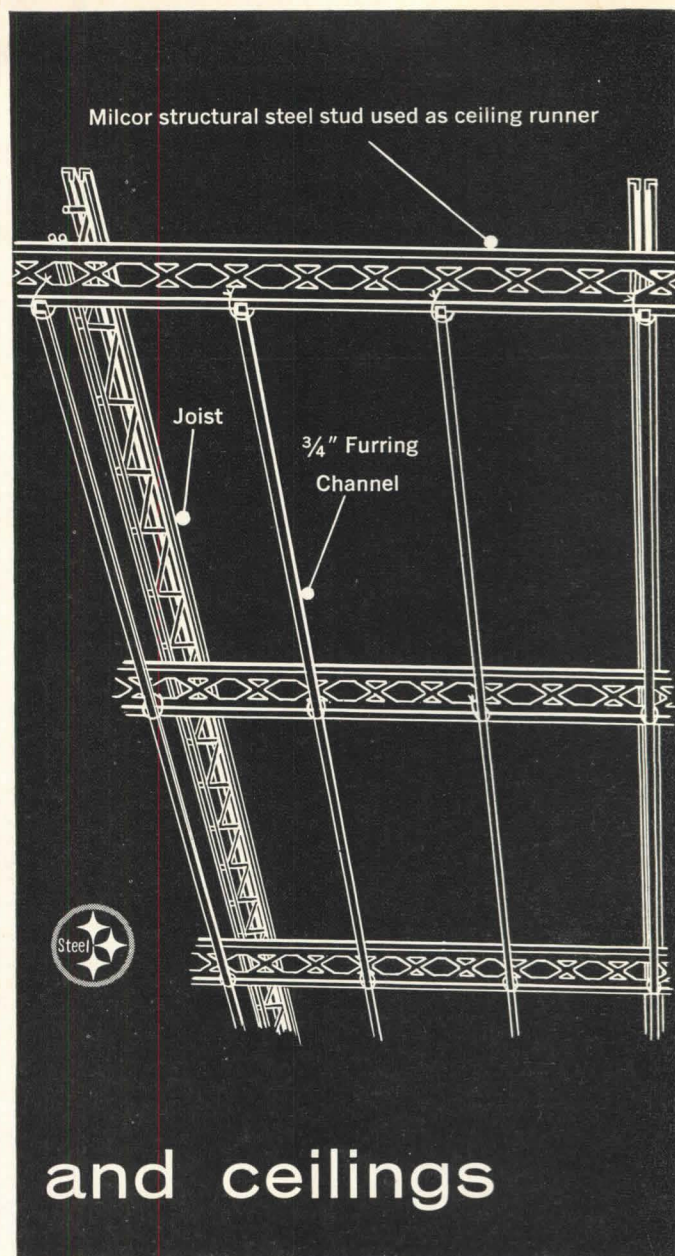 Milcor structural steel stud used as ceiling runner
Joist
3/4" Furring
Channel
Steel
and ceilings